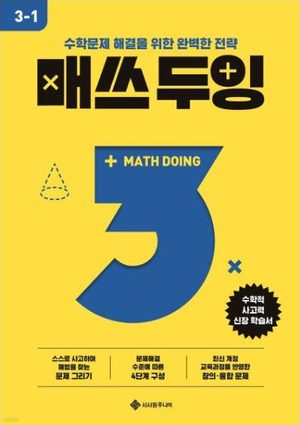 3-1
수학문제 해결을 위한 완벽한 전략
매쓰 두잉
MATH DOING
3
수학적
사고력
신장 학습서
스스로 사고하며
해법을 찾는
문제 그리기
문제해결
수준에 따른
4단계 구성
최신 개정
교육과정을 반영한
창의·융합 문제
시사원주니어